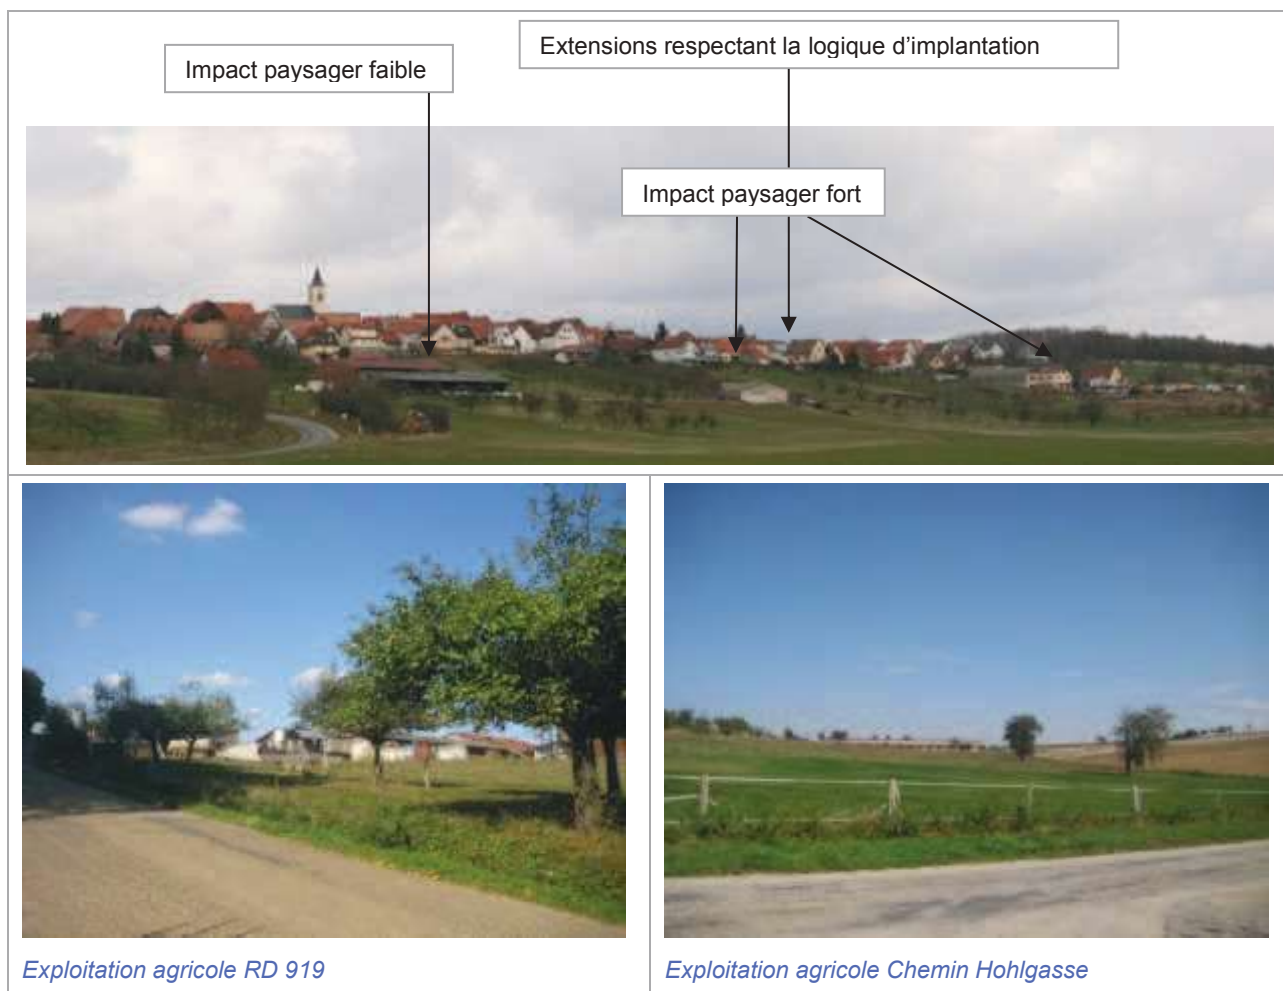 Extensions respectant la logique d'implantation
Impact paysager faible
Impact paysager fort
Exploitation agricole RD 919
Exploitation agricole Chemin Hohlgasse